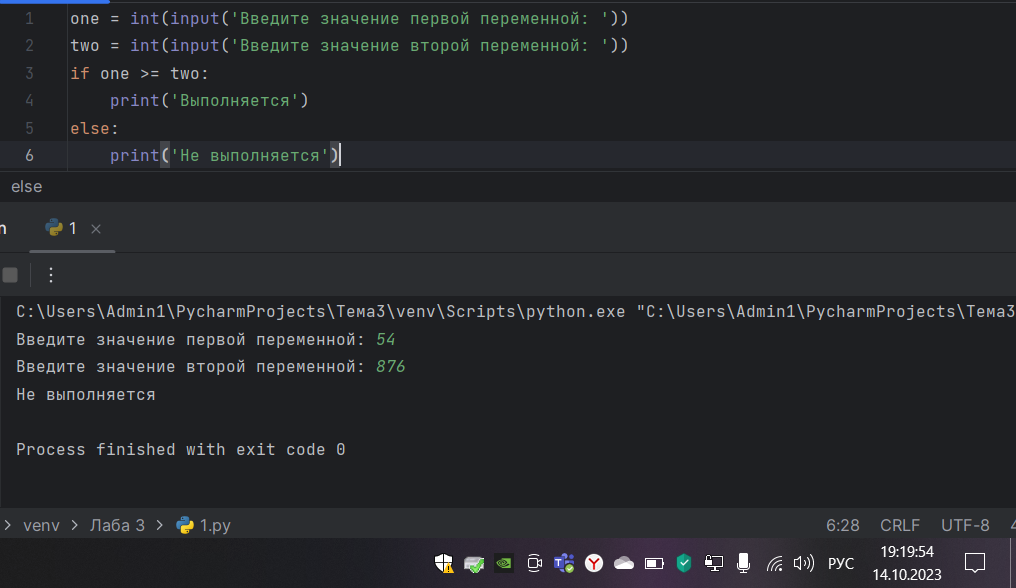 1 one = int(input('Введите значение первой переменной: '))
2 two = int(input('Введите значение второй переменной: '))
3 if one >= two:
4 print('Выполняется')
5 else:
6 print('Не выполняется')
else
1
C:\Users\Admin1\PycharmProjects\Тема3\venv\Scripts\python.exe "C:\Users\Admin1\PycharmProjects\Тема3
Введите значение первой переменной: 54
Введите значение второй переменной: 876
Не выполняется
Process finished with exit code 0
> venv > Лаба 3 > 1.py 6:28 CRLF UTF-8
19:19:54
РУС
14.10.2023